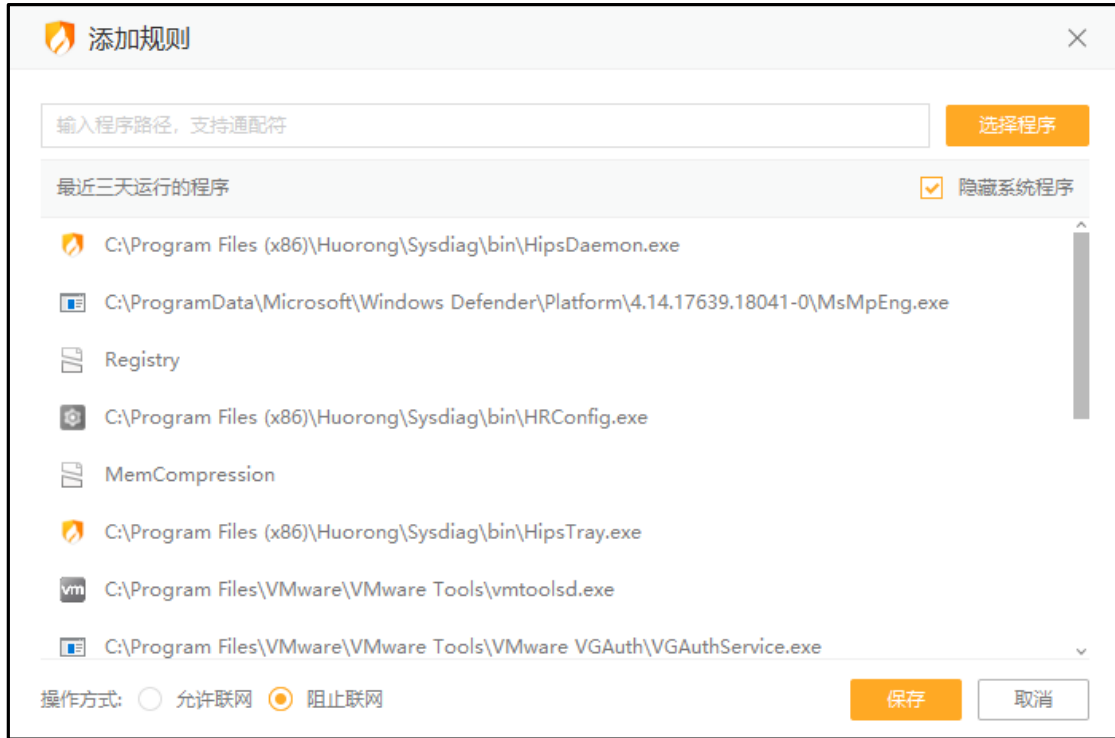 添加规则
输入程序路径，支持通配符
选择程序
最近三天运行的程序
隐藏系统程序
C:\Program Files (x86)\Huorong\Sysdiag\bin\HipsDaemon.exe
C:\ProgramData\Microsoft\Windows Defender\Platform\4.14.17639.18041-0\MsMpEng.exe
Registry
C:\Program Files (x86)\Huorong\Sysdiag\bin\HRConfig.exe
MemCompression
C:\Program Files (x86)\Huorong\Sysdiag\bin\HipsTray.exe
vm
C:\Program Files\VMware\VMware Tools\vmtoolsd.exe
C:\Program Files\VMware\VMware Tools\VMware VGAuth\VGAuthService.exe
操作方式: 允许联网 阻止联网
保存
取消